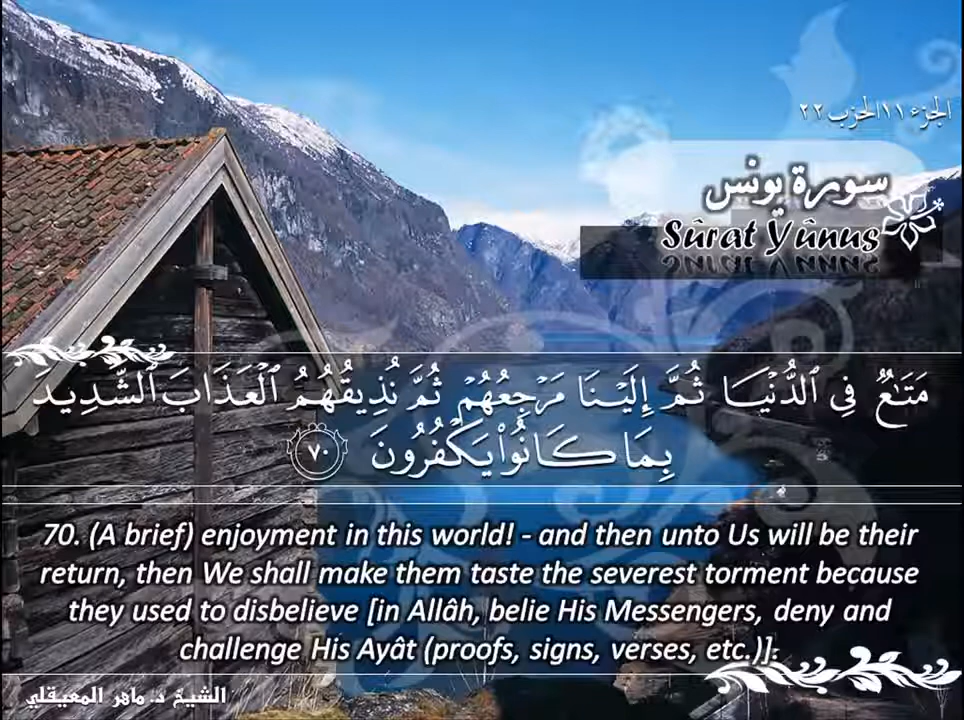 الجزء ١١ الحزب ٢٢
سورة يونس
Sûrat Yûnus
مَتَٰعٌ فِي ٱلدُّنْيَا ثُمَّ إِلَيْنَا مَرْجِعُهُمْ ثُمَّ نُذِيقُهُمُ ٱلْعَذَابَ ٱلشَّدِيدَ
بِمَا كَانُوا۟ يَكْفُرُونَ ٧٠
70. (A brief) enjoyment in this world! - and then unto Us will be their
return, then We shall make them taste the severest torment because
they used to disbelieve [in Allâh, belie His Messengers, deny and
challenge His Ayât (proofs, signs, verses, etc.)].
الشيخ د. ماهر المعيقلي